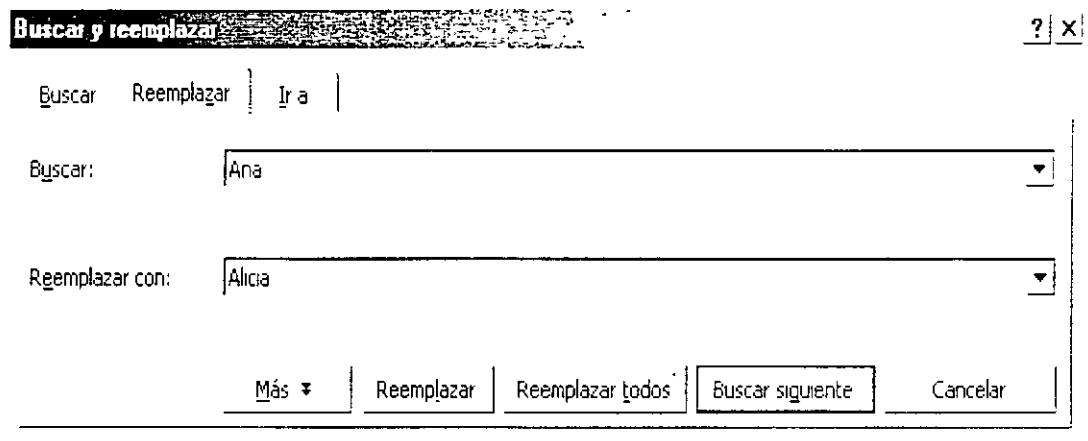 Buscar y reemplazar ? X
Buscar Reemplazar Ir a
Buscar: Ana
Reemplazar con: Alicia
Más Reemplazar Reemplazar todos Buscar siguiente Cancelar